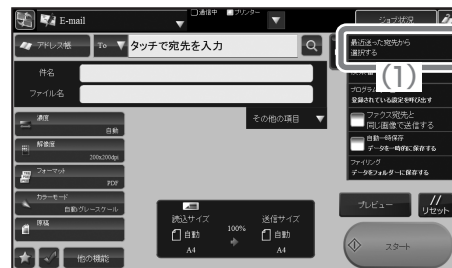 E-mail
通信中
プリンター
ジョブ状況
アドレス帳
To
タッチで宛先を入力
最近送った宛先から
選択する
(1)
件名
プログラム
登録されている設定を呼び出す
ファイル名
ファクス宛先と
同じ画像で送信する
濃度
自動
その他の項目
自動一時保存
データを一時的に保存する
解像度
200x200dpi
ファイリング
データをフォルダーに保存する
フォーマット
PDF
カラーモード
自動/グレースケール
プレビュー
リセット
原稿
読込サイズ
自動
A4
100%
送信サイズ
自動
A4
スタート
他の機能